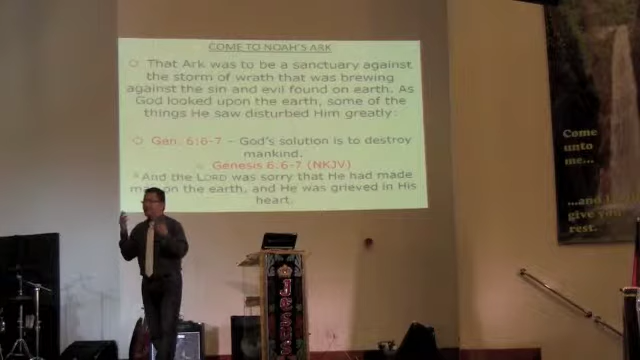 COME TO NOAH'S ARK
That Ark was to be a sanctuary against
the storm of wrath that was brewing
against the sin and evil found on earth. As
God looked upon the earth, some of the
things He saw disturbed Him greatly:
Gen. 6:6-7 – God's solution is to destroy
mankind.
Genesis 6:6-7 (NKJV)
6 And the LORD was sorry that He had made
man on the earth, and He was grieved in His
heart.
Come
unto
me...
...and I
give you
rest.
JESUS